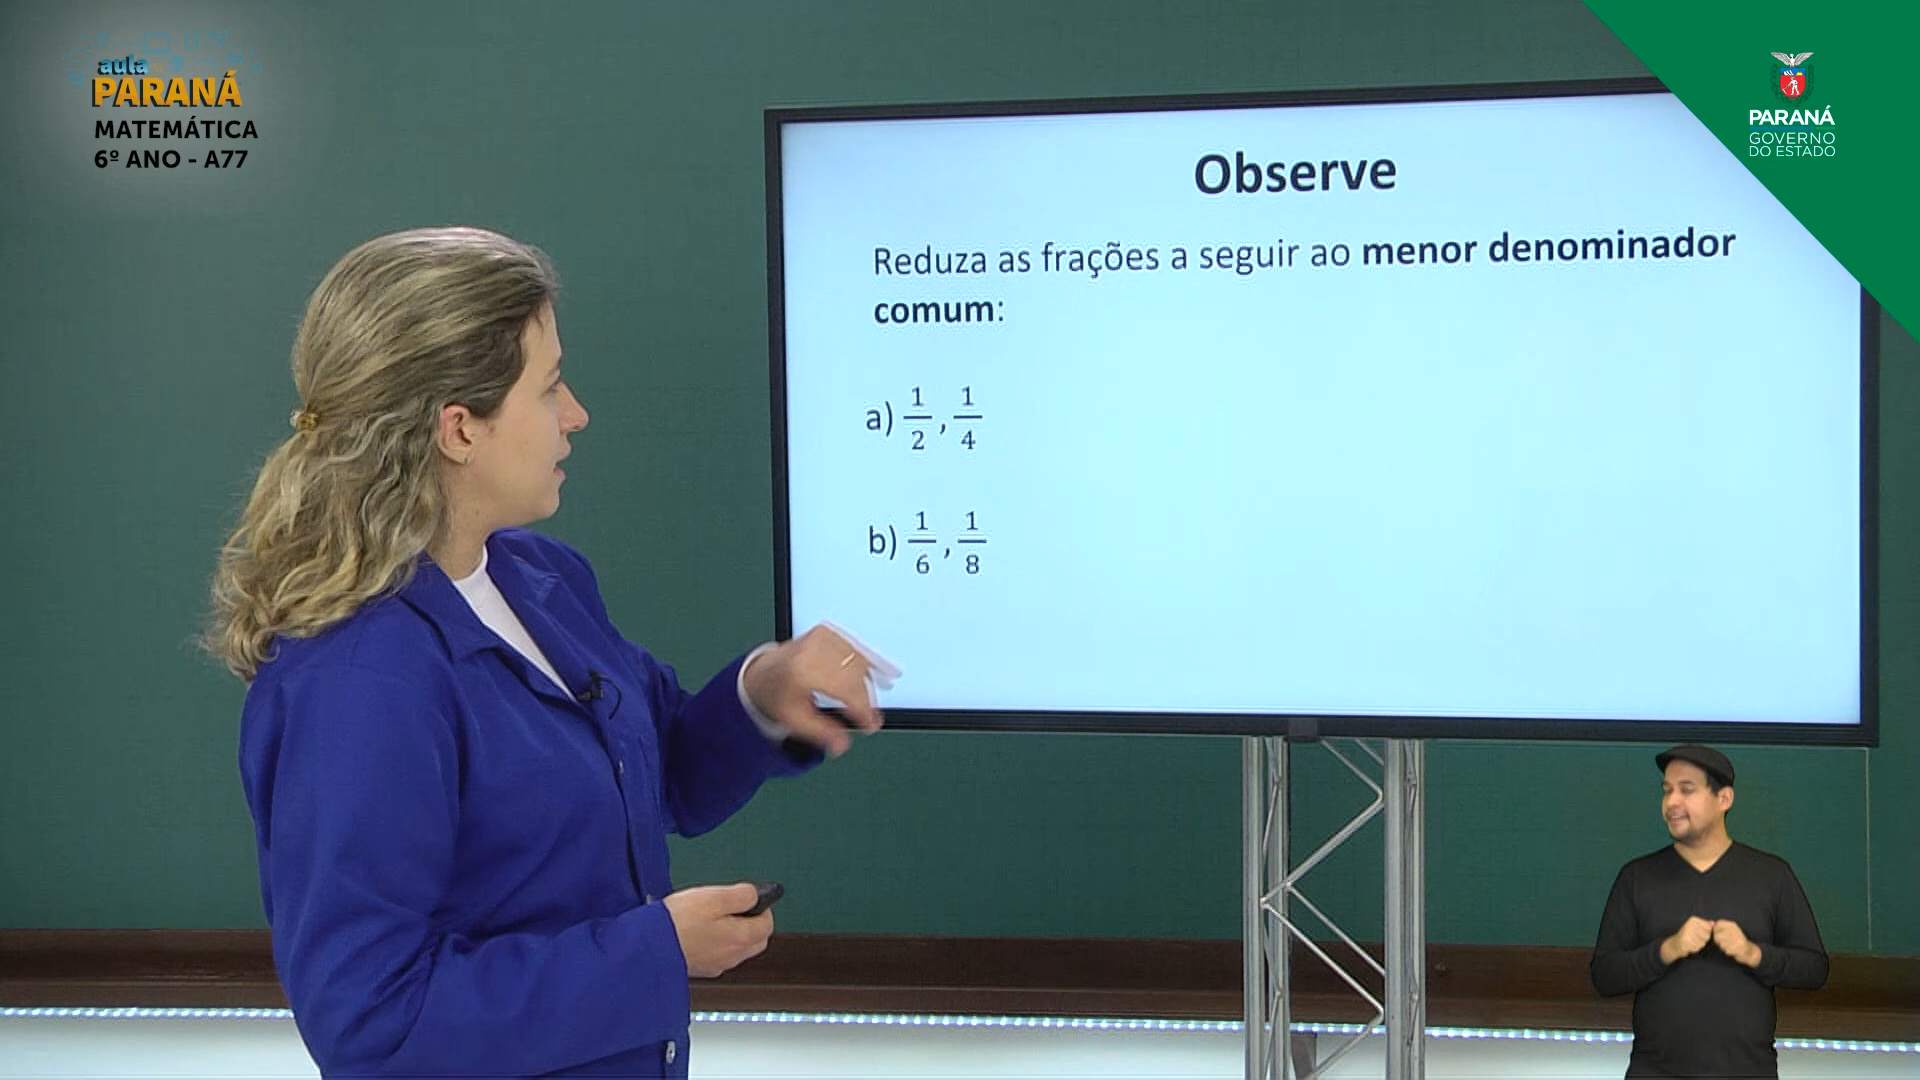 aula
PARANÁ
MATEMÁTICA
6º ANO - A77
PARANÁ
GOVERNO
DO ESTADO
Observe
Reduza as frações a seguir ao menor denominador
comum:
a) 1/2, 1/4
b) 1/6, 1/8